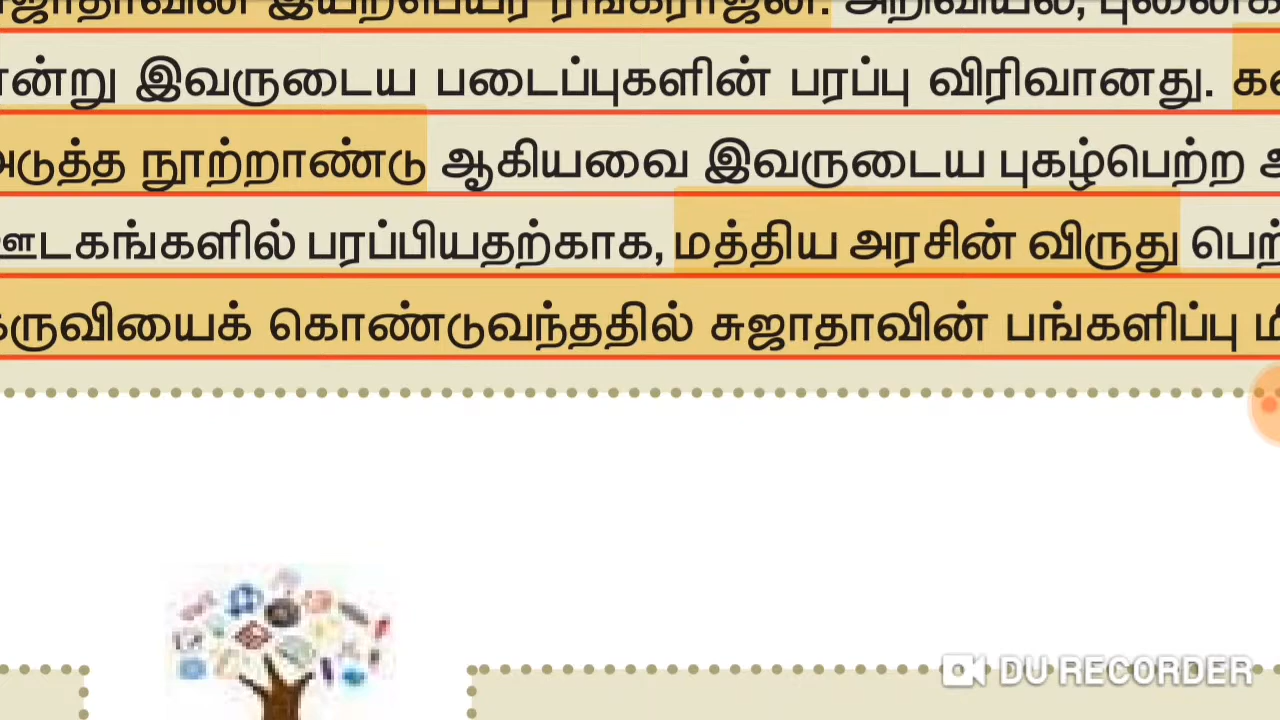 சுஜாதாவின் இயற்பெயர் ரங்கராஜன். அறிவியல்,
இவருடைய படைப்புகளின் பரப்பு விரிவானது.
அடுத்த நூற்றாண்டு ஆகியவை இவருடைய புகழ்பெற்ற
ஊடகங்களில் பரப்பியதற்காக, மத்திய அரசின் விருது
கருவியைக் கொண்டுவந்ததில் சுஜாதாவின் பங்களிப்பு
DU RECORDER